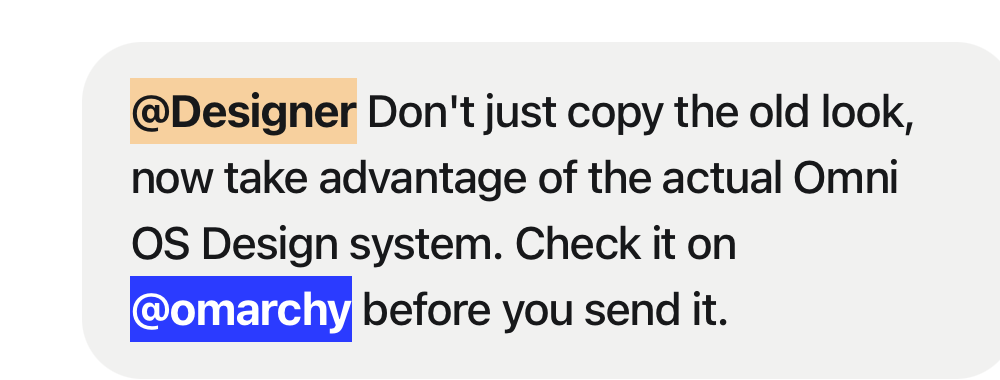 @Designer Don't just copy the old look,
now take advantage of the actual Omni
OS Design system. Check it on
@omarchy before you send it.